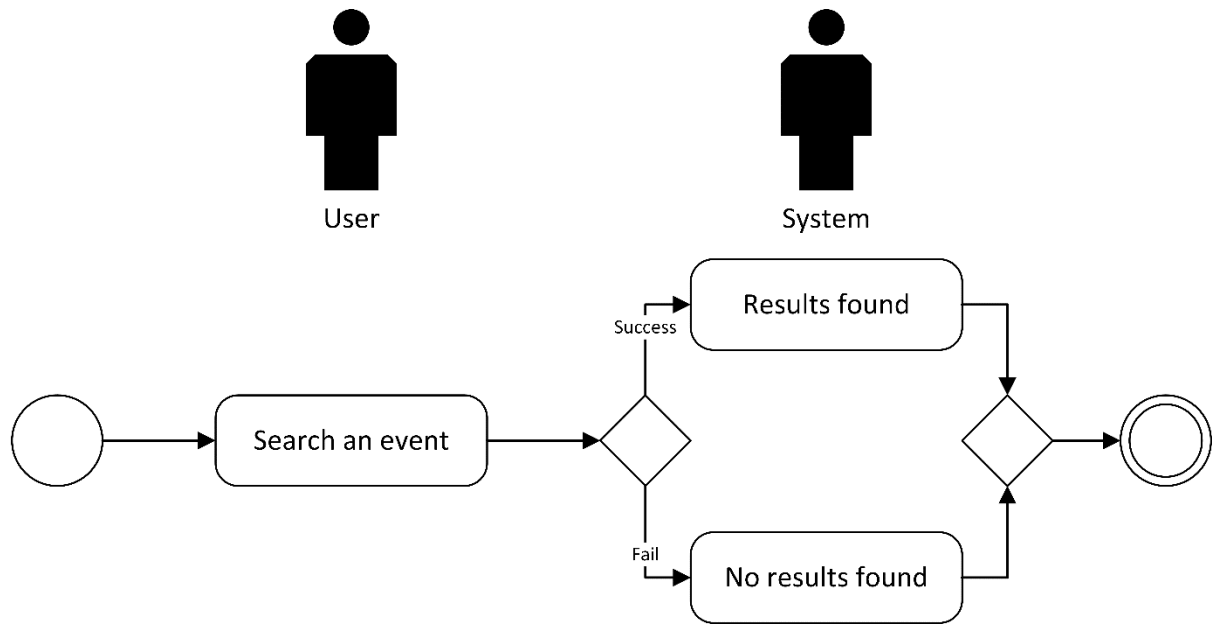 User
System
Results found
Success
Search an event
Fail
No results found